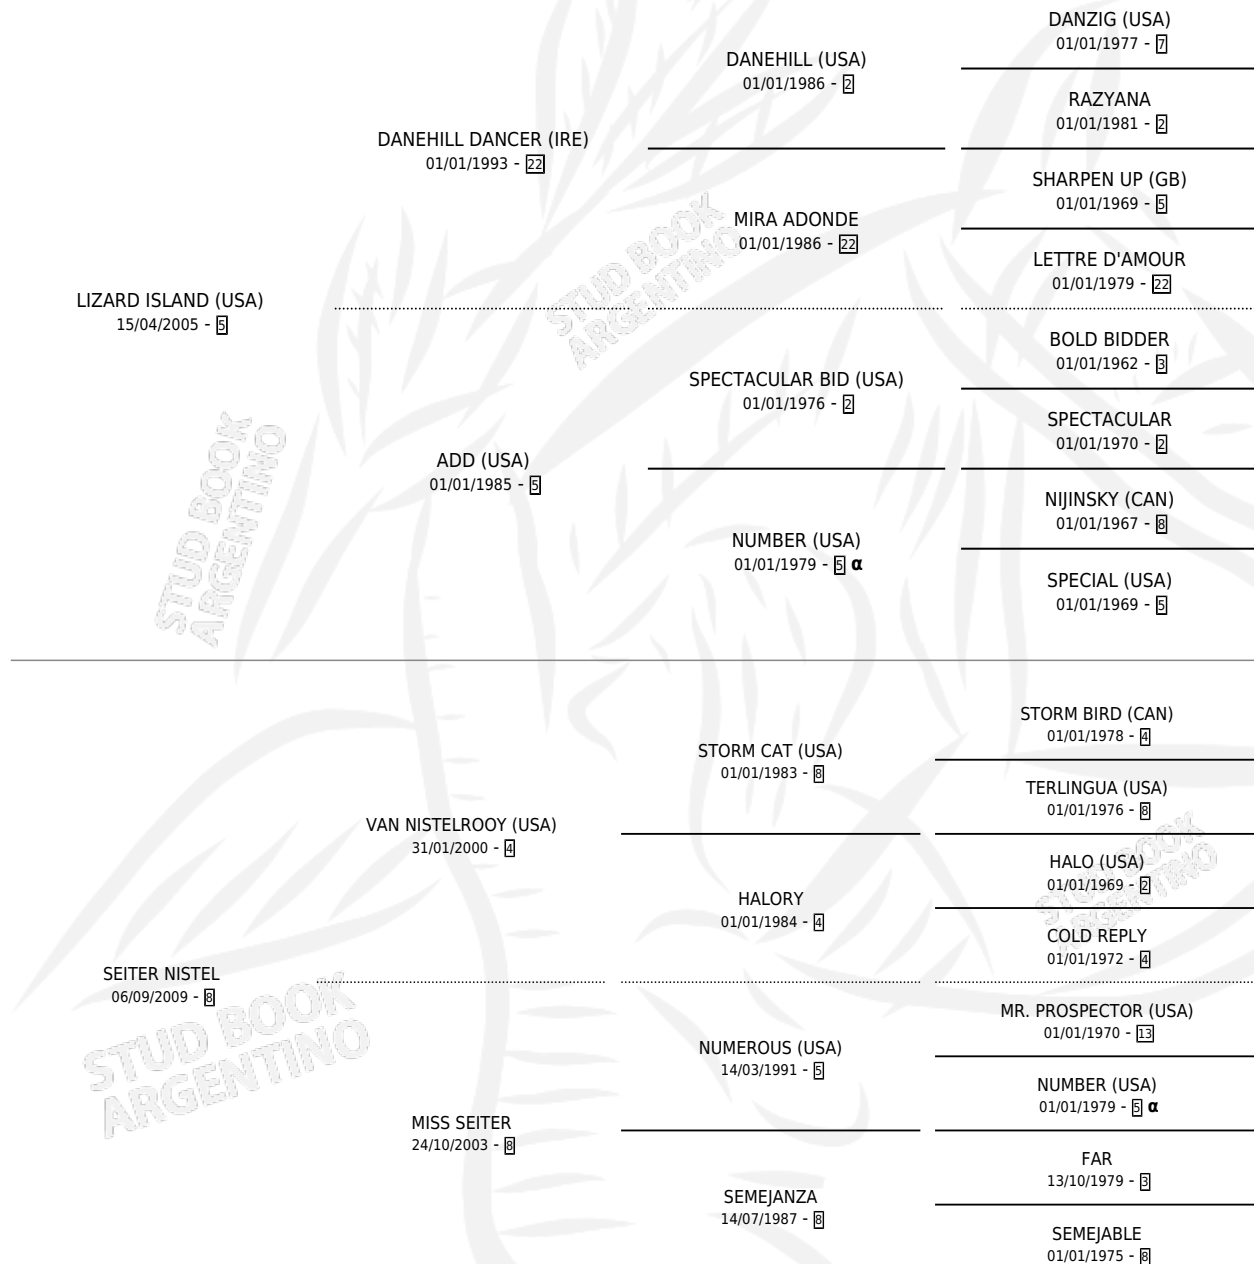 DANZIG (USA)
01/01/1977 - 7
DANEHILL (USA)
01/01/1986 - 2
RAZYANA
01/01/1981 - 2
DANEHILL DANCER (IRE)
01/01/1993 - 22
SHARPEN UP (GB)
01/01/1969 - 5
MIRA ADONDE
01/01/1986 - 22
LETTRE D'AMOUR
01/01/1979 - 22
LIZARD ISLAND (USA)
15/04/2005 - 5
BOLD BIDDER
01/01/1962 - 3
SPECTACULAR BID (USA)
01/01/1976 - 2
SPECTACULAR
01/01/1970 - 2
ADD (USA)
01/01/1985 - 5
NIJINSKY (CAN)
01/01/1967 - 8
NUMBER (USA)
01/01/1979 - 5 α
SPECIAL (USA)
01/01/1969 - 5
STORM BIRD (CAN)
01/01/1978 - 4
STORM CAT (USA)
01/01/1983 - 8
TERLINGUA (USA)
01/01/1976 - 8
VAN NISTELROOY (USA)
31/01/2000 - 4
HALO (USA)
01/01/1969 - 2
HALORY
01/01/1984 - 4
COLD REPLY
01/01/1972 - 4
SEITER NISTEL
06/09/2009 - 8
MR. PROSPECTOR (USA)
01/01/1970 - 13
NUMEROUS (USA)
14/03/1991 - 5
NUMBER (USA)
01/01/1979 - 5 α
MISS SEITER
24/10/2003 - 8
FAR
13/10/1979 - 3
SEMEJANZA
14/07/1987 - 8
SEMEJABLE
01/01/1975 - 8
STUD BOOK
ARGENTINO
STUD BOOK
ARGENTINO
STUD BOOK
ARGENTINO
STUD BOOK
ARGENTINO